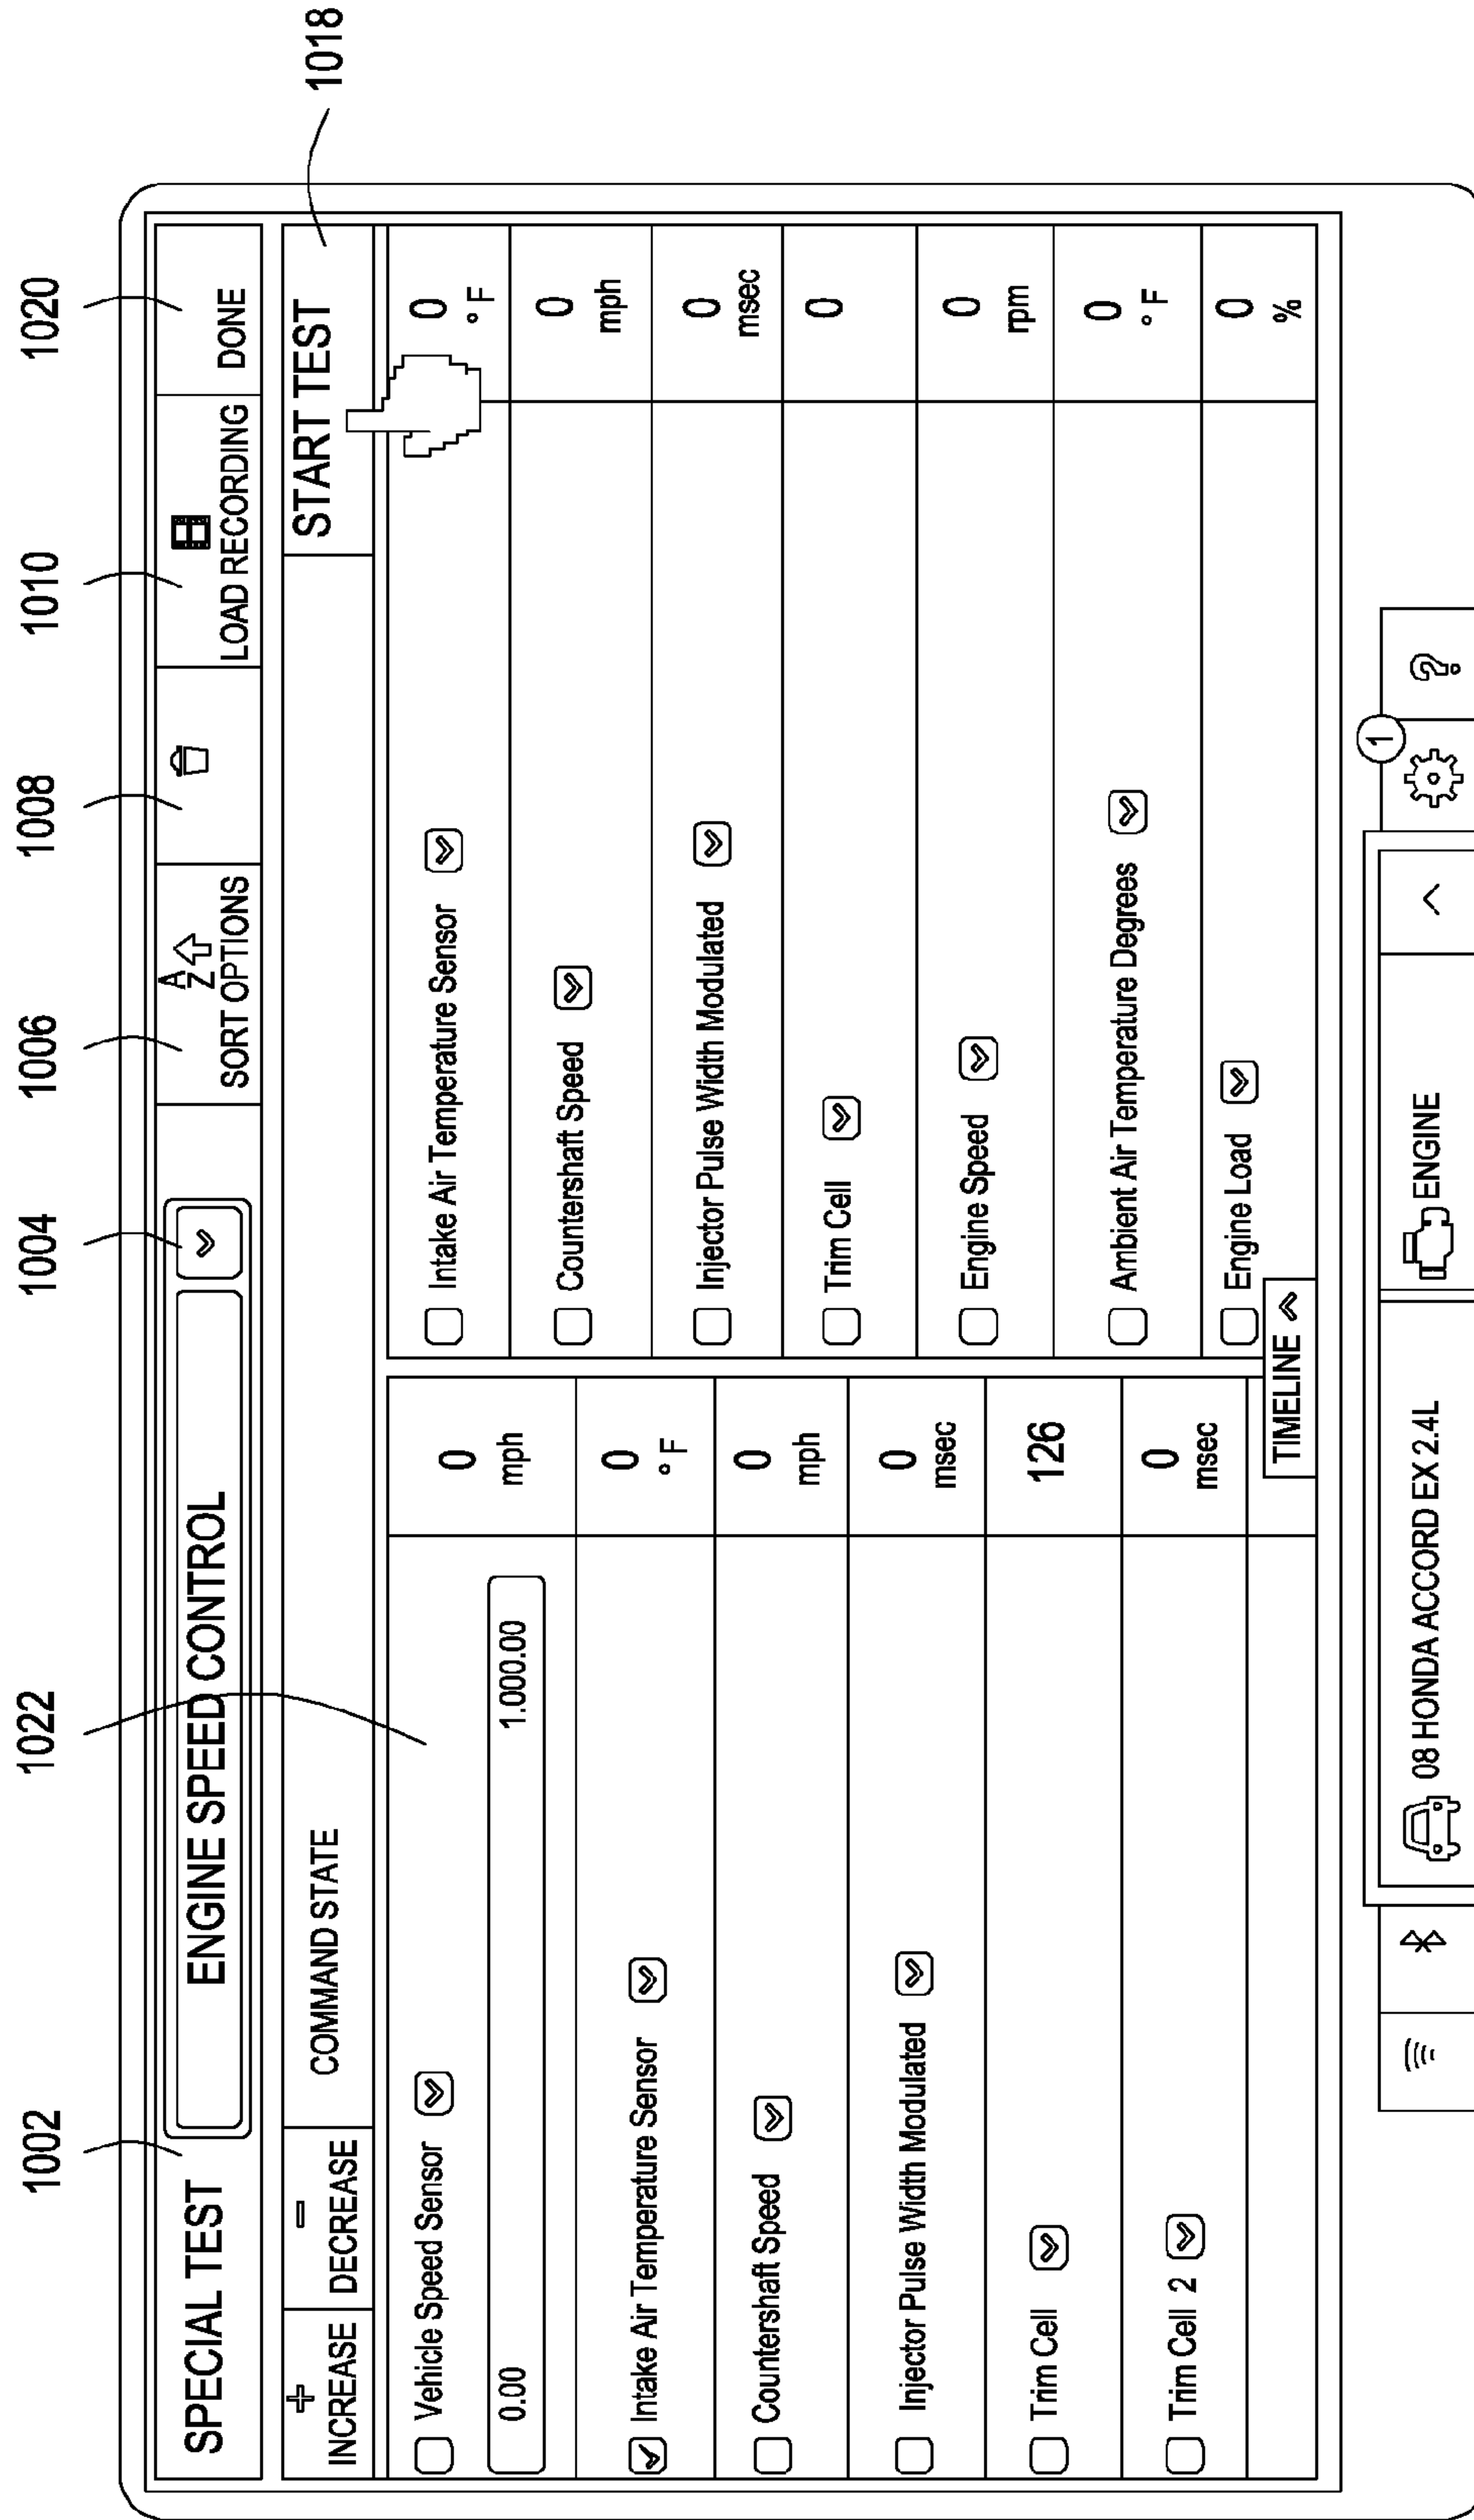 1002
1022
1004
1006
1008
1010
1020
1018
SPECIAL TEST
ENGINE SPEED CONTROL
A
Z
SORT OPTIONS
LOAD RECORDING
DONE
+
INCREASE
−
DECREASE
COMMAND STATE
START TEST
Vehicle Speed Sensor
0
mph
0.00
1.000.00
Intake Air Temperature Sensor
0
°F
Countershaft Speed
0
mph
Injector Pulse Width Modulated
0
msec
Trim Cell
126
Trim Cell 2
0
msec
Intake Air Temperature Sensor
0
°F
Countershaft Speed
0
mph
Injector Pulse Width Modulated
0
msec
Trim Cell
0
Engine Speed
0
rpm
Ambient Air Temperature Degrees
0
°F
Engine Load
0
%
TIMELINE
08 HONDA ACCORD EX 2.4L
ENGINE
1
?